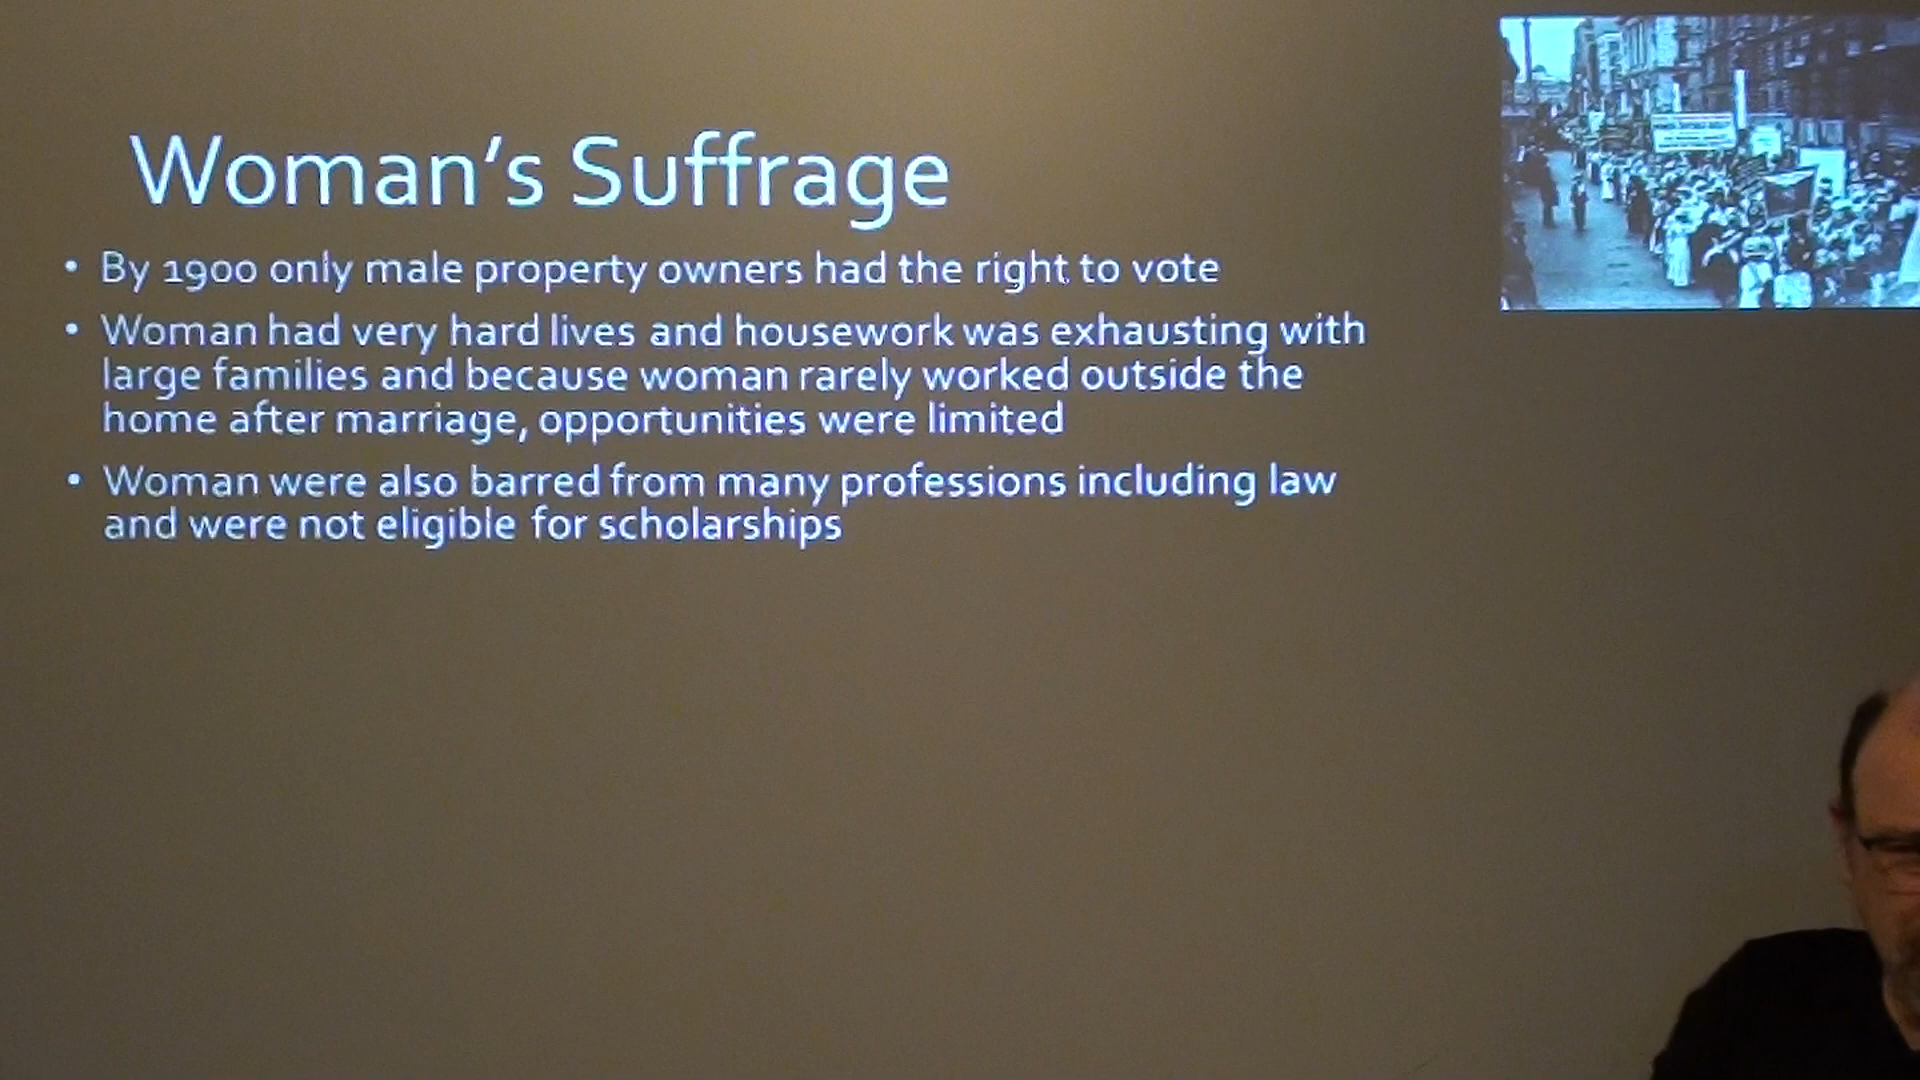 Woman's Suffrage
• By 1900 only male property owners had the right to vote
• Woman had very hard lives and housework was exhausting with
large families and because woman rarely worked outside the
home after marriage, opportunities were limited
• Woman were also barred from many professions including law
and were not eligible for scholarships